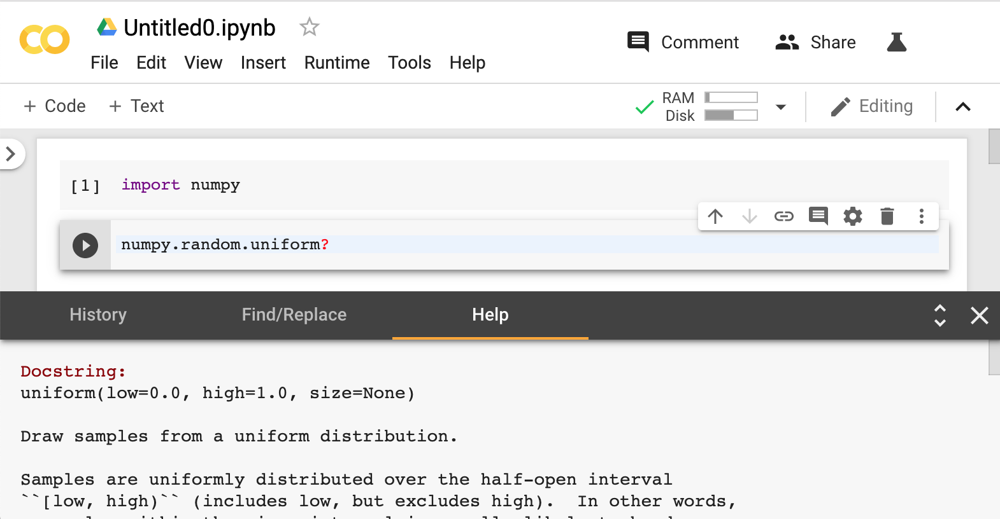 Untitled0.ipynb
Comment Share
File Edit View Insert Runtime Tools Help
+ Code + Text
RAM
Disk
Editing
[1] import numpy
numpy.random.uniform?
History Find/Replace Help
Docstring:
uniform(low=0.0, high=1.0, size=None)
Draw samples from a uniform distribution.
Samples are uniformly distributed over the half-open interval
``[low, high)`` (includes low, but excludes high).  In other words,